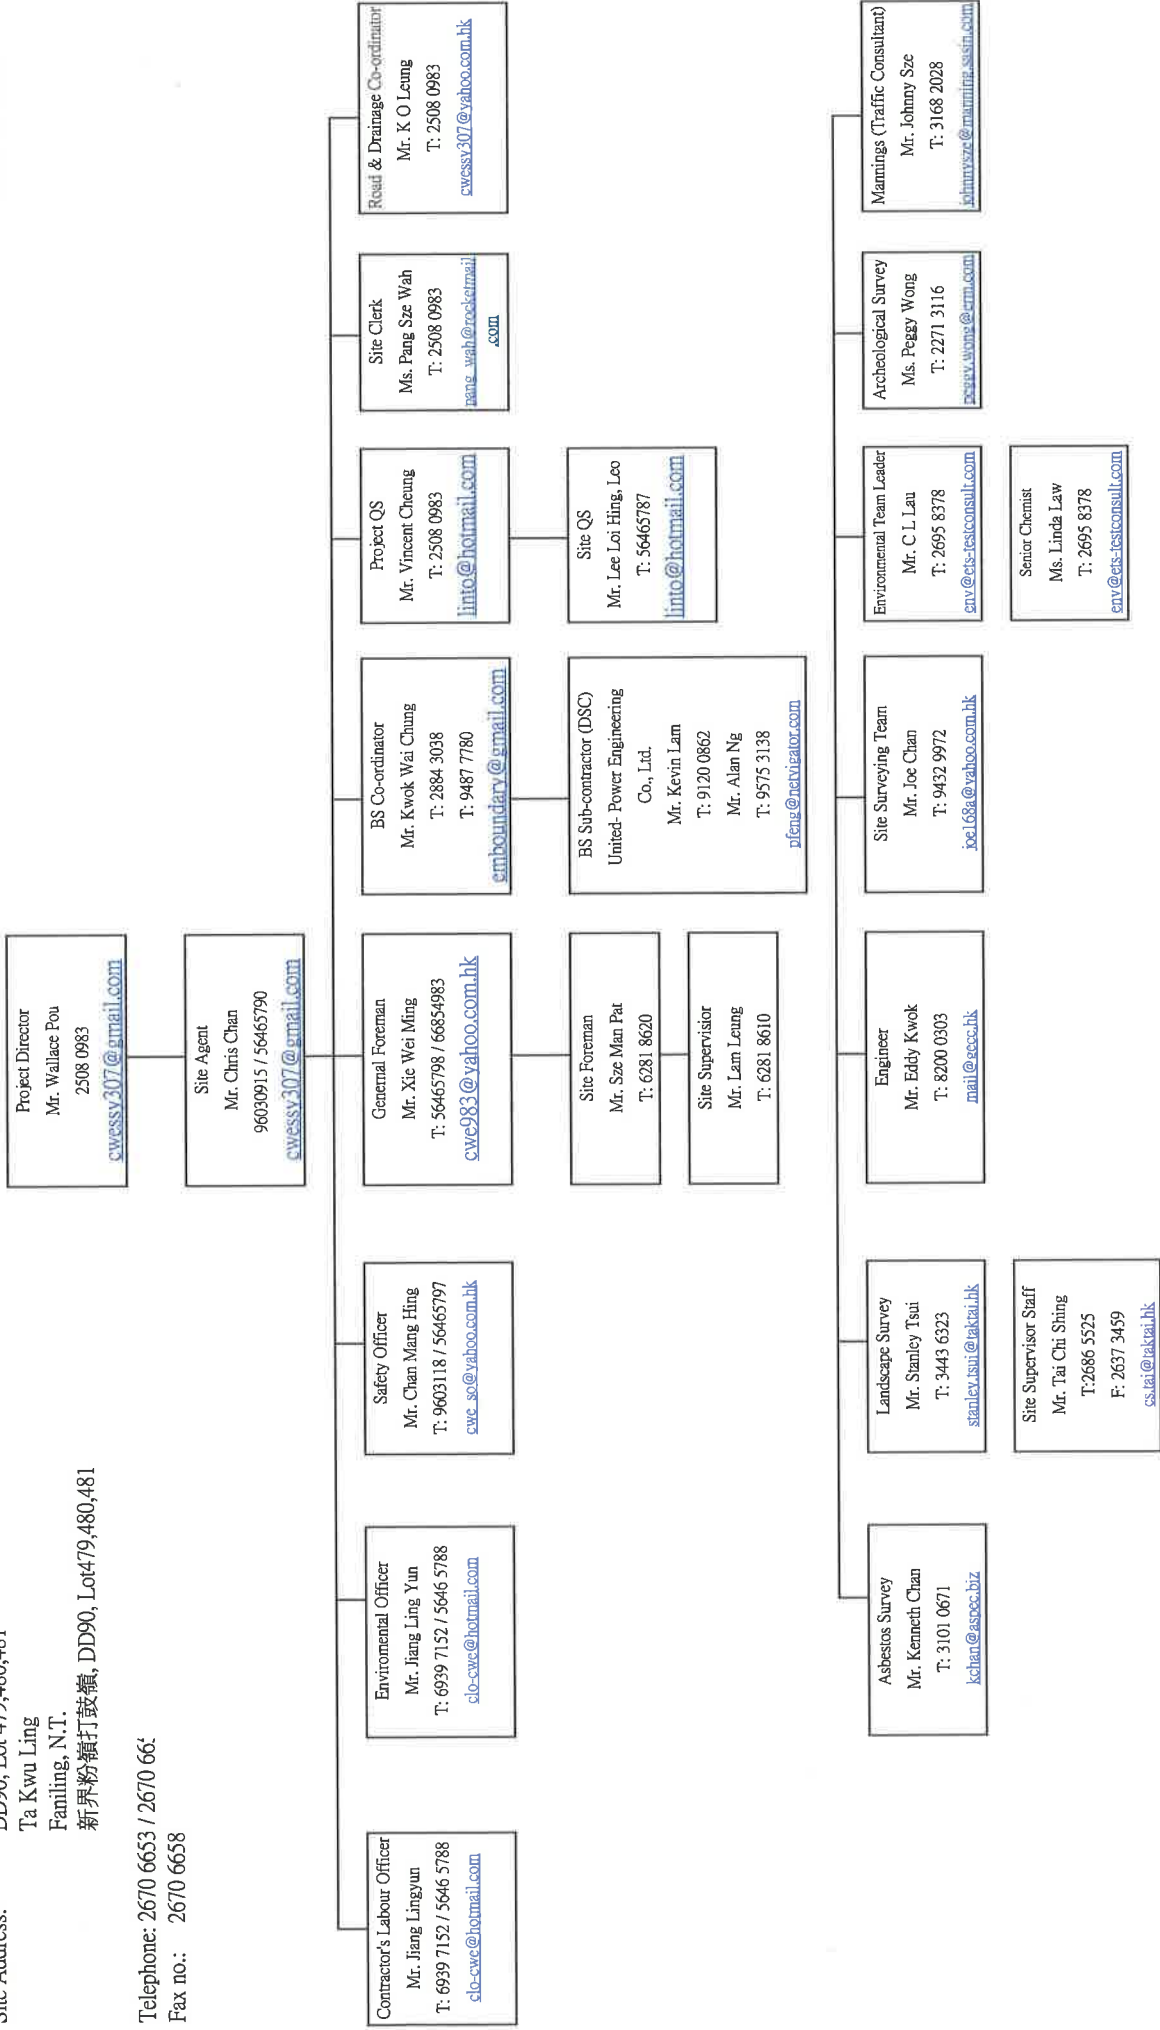 Site Address:
DD90, Lot 479,480,481
Ta Kwu Ling
Faniling, N.T.
新界粉嶺打鼓嶺, DD90, Lot479,480,481
Telephone: 2670 6653 / 2670
Fax no.: 2670 6658
Project Director
Mr. Wallace Pou
2508 0983
cwessv307@gmail.com
Site Agent
Mr. Chris Chan
96030915 / 56465790
cwessv307@gmail.com
Contractor's Labour Officer
Mr. Jiang Lingyun
T: 6939 7152 / 5646 5788
clo-cwe@hotmail.com
Enviromental Officer
Mr. Jiang Ling Yun
T: 6939 7152 / 5646 5788
clo-cwe@hotmail.com
Safety Officer
Mr. Chan Mang Hing
T: 9603118 / 56465797
cwe_so@yahoo.com.hk
Genernal Foreman
Mr. Xie Wei Ming
T: 56465798 / 66854983
cwe983@yahoo.com.hk
BS Co-ordinator
Mr. Kwok Wai Chung
T: 2884 3038
T: 9487 7780
emboundary@gmail.com
Project QS
Mr. Vincent Cheung
T: 2508 0983
linto@hotmail.com
Site Clerk
Ms. Pang Sze Wah
T: 2508 0983
pang_wah@rocketmail
.com
Road & Drainage Co-ordinator
Mr. K O Leung
T: 2508 0983
cwessv307@yahoo.com.hk
Site Foreman
Mr. Sze Man Pat
T: 6281 8620
Site Supervisior
Mr. Lam Leung
T: 6281 8610
BS Sub-contractor (DSC)
United- Power Engineering
Co., Ltd.
Mr. Kevin Lam
T: 9120 0862
Mr. Alan Ng
T: 9575 3138
pfeng@netvigator.com
Site QS
Mr. Lee Loi Hing, Leo
T: 56465787
linto@hotmail.com
Asbestos Survey
Mr. Kenneth Chan
T: 3101 0671
kchan@aspec.biz
Landscape Survey
Mr. Stanley Tsui
T: 3443 6323
stanley.tsui@taktai.hk
Engineer
Mr. Eddy Kwok
T: 8200 0303
mail@gecc.hk
Site Surveying Team
Mr. Joe Chan
T: 9432 9972
joe168a@yahoo.com.hk
Environmental Team Leader
Mr. C L Lau
T: 2695 8378
env@ets-testconsult.com
Archeological Survey
Ms. Peggy Wong
T: 2271 3116
peggy.wong@erm.com
Mannings (Traffic Consultant)
Mr. Johnny Sze
T: 3168 2028
johnnysze@manning.sasin.com
Site Supervisor Staff
Mr. Tai Chi Shing
T:2686 5525
F: 2637 3459
cs.tai@taktai.hk
Senior Chemist
Ms. Linda Law
T: 2695 8378
env@ets-testconsult.com